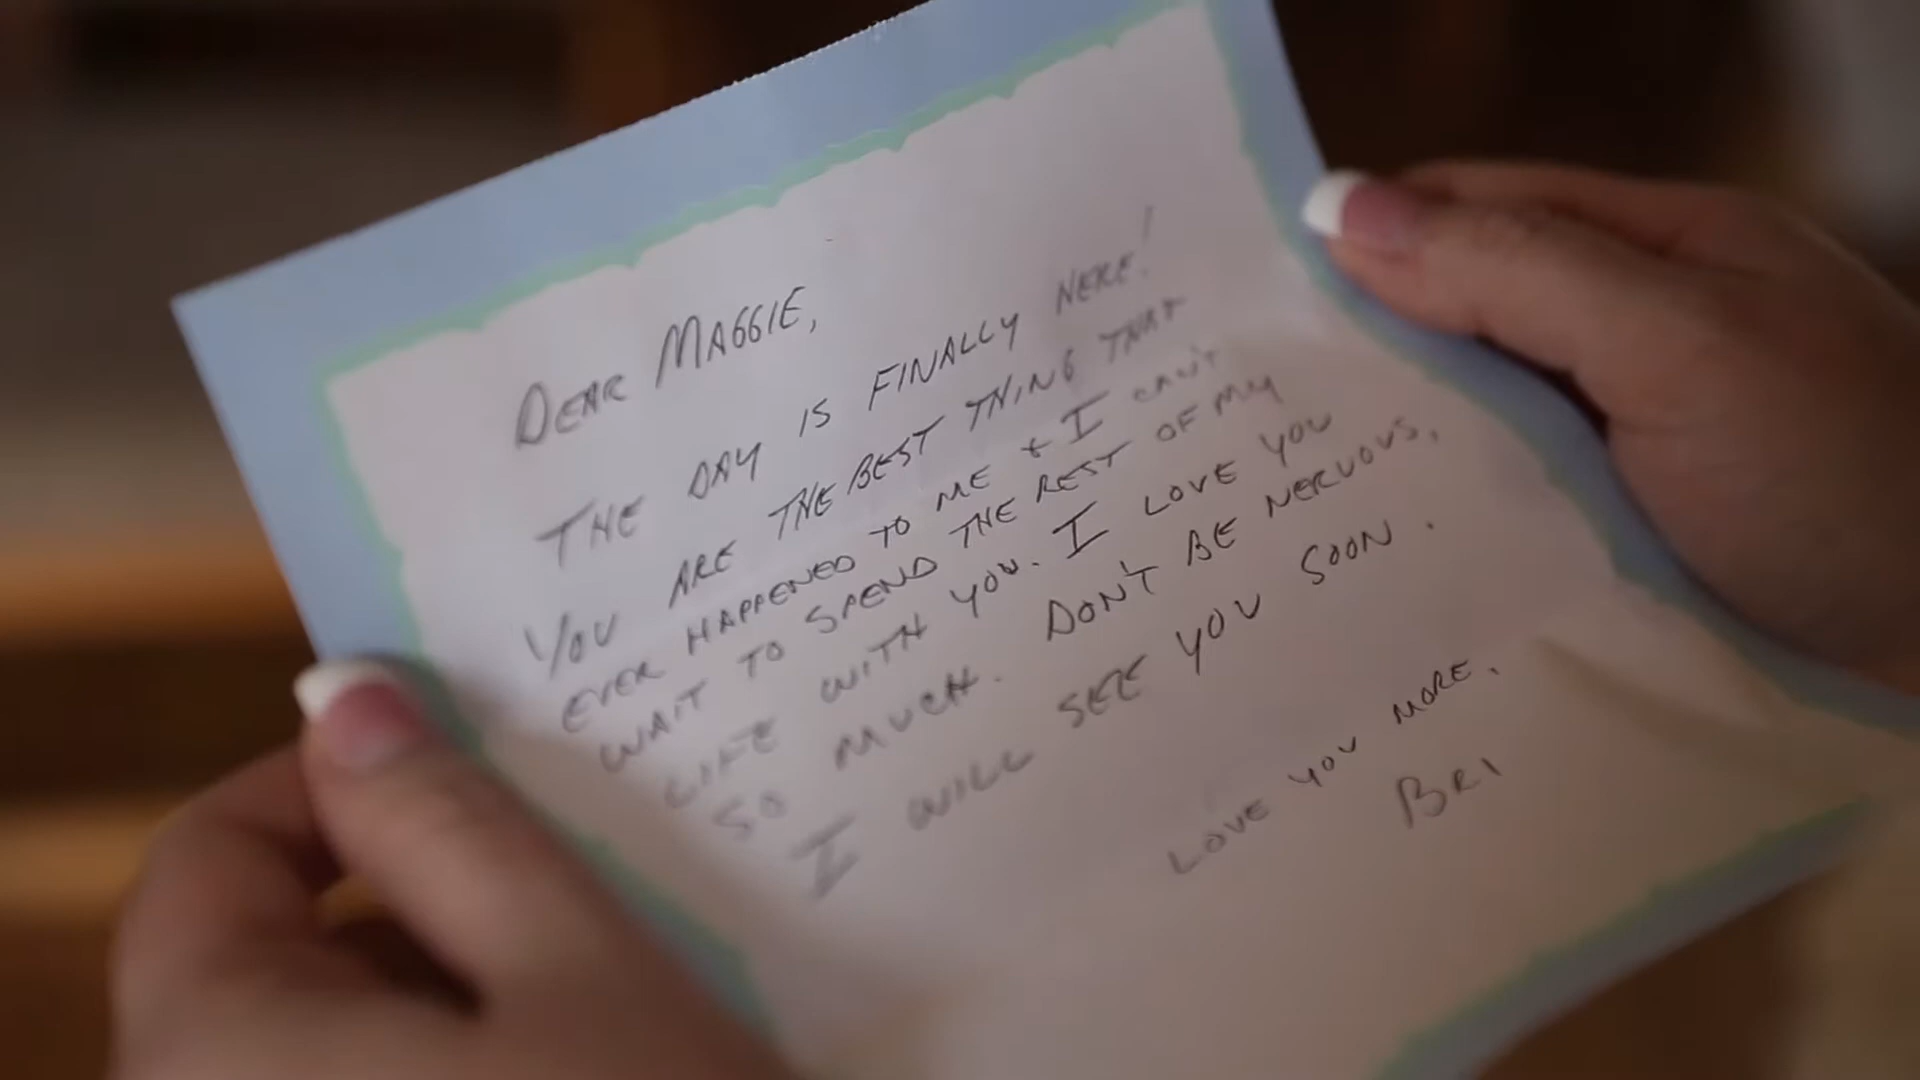 DEAR MAGGIE,
THE DAY IS FINALLY HERE!
YOU ARE THE BEST THING THAT
EVER HAPPENED TO ME + I CAN'T
WAIT TO SPEND THE REST OF MY
LIFE WITH YOU. I LOVE YOU
SO MUCH. DON'T BE NERVOUS,
I WILL SEE YOU SOON.
LOVE YOU MORE.
BRI